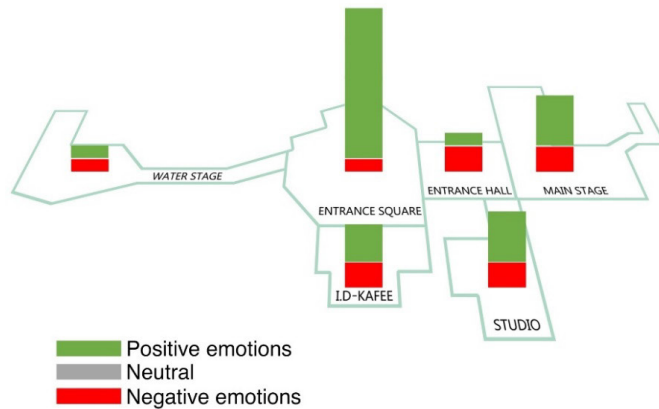 WATER STAGE
ENTRANCE SQUARE
ENTRANCE HALL
MAIN STAGE
I.D-KAFEE
STUDIO
Positive emotions
Neutral
Negative emotions